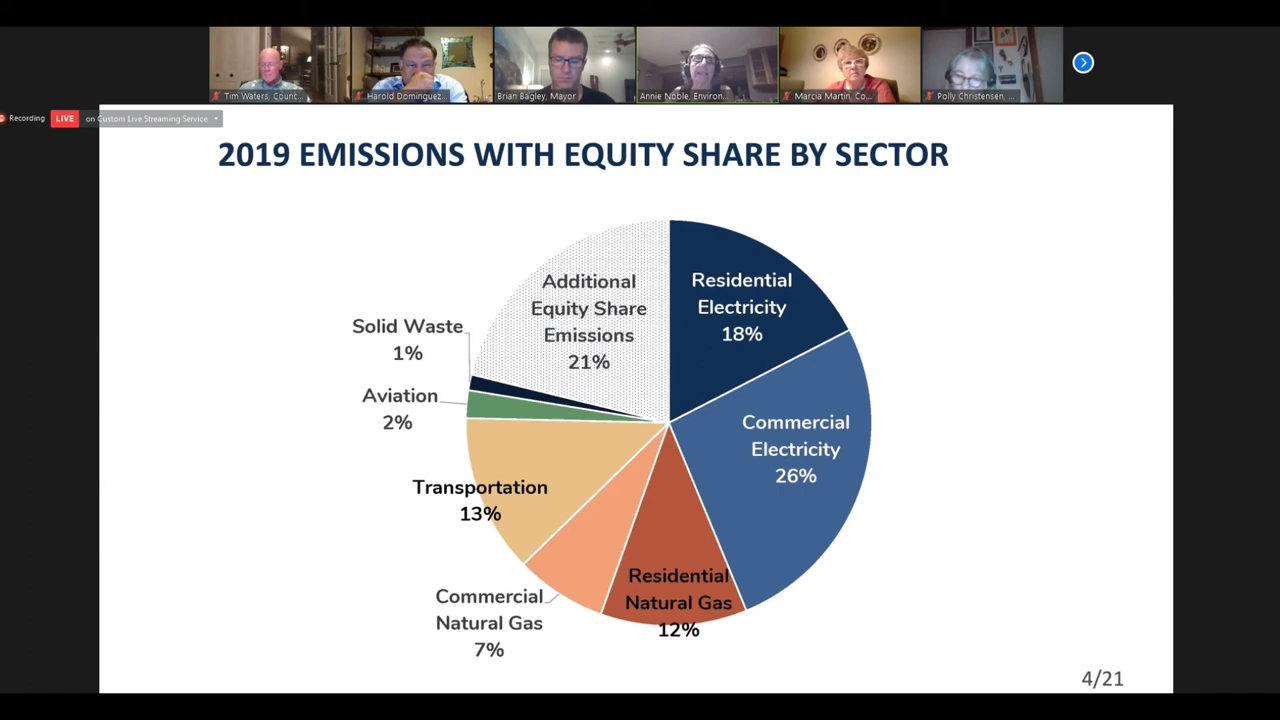 Tim Waters, Counc...
Harold Dominguez...
Brian Bagley, Mayor
Annie Noble, Environ...
Marcia Martin, Co...
Polly Christensen, ...
Recording
LIVE
on Custom Live Streaming Service
2019 EMISSIONS WITH EQUITY SHARE BY SECTOR
Additional
Equity Share
Emissions
21%
Residential
Electricity
18%
Solid Waste
1%
Aviation
2%
Commercial
Electricity
26%
Transportation
13%
Residential
Natural Gas
12%
Commercial
Natural Gas
7%
4/21